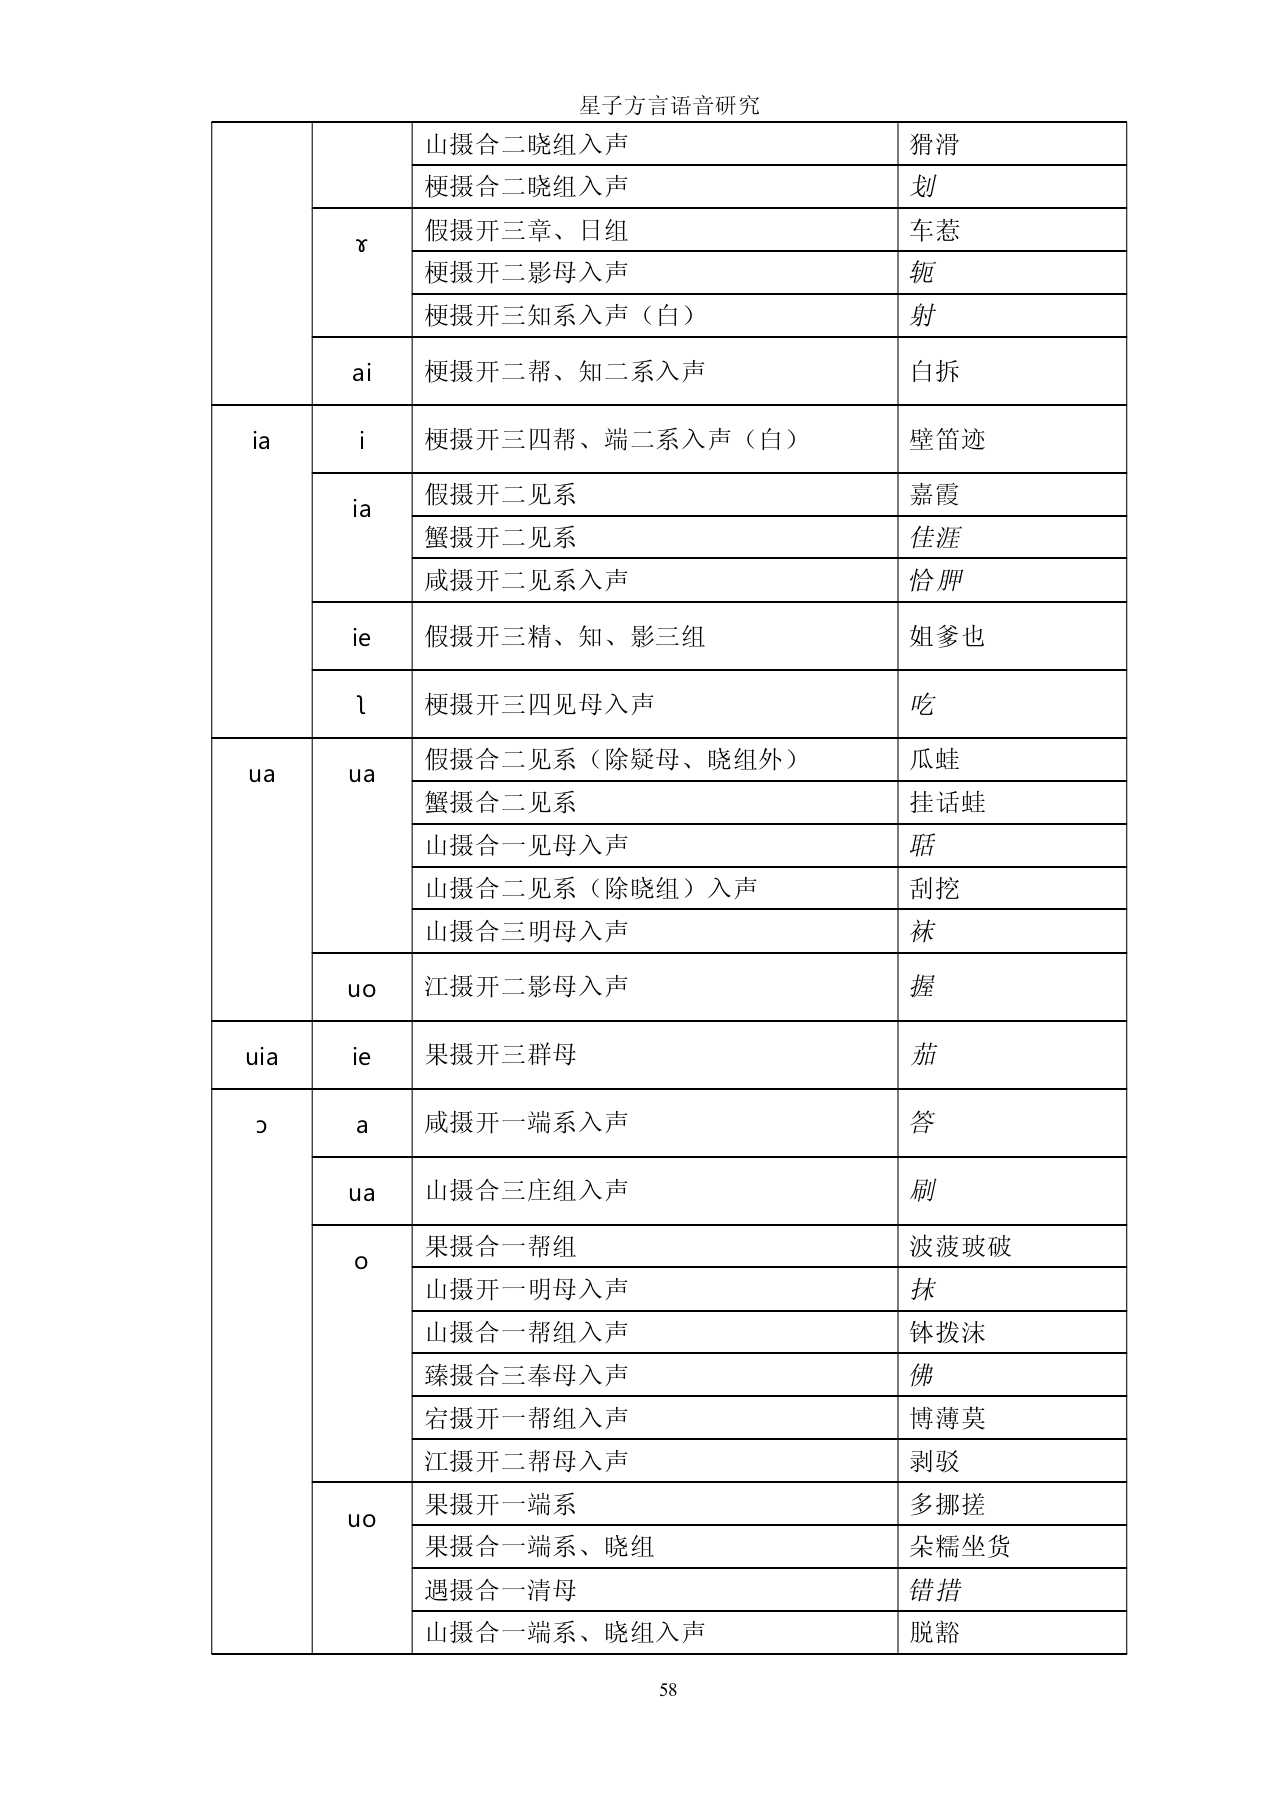 星子方言语音研究
山摄合二晓组入声 猾滑
梗摄合二晓组入声 划
ɤ 假摄开三章、日组 车惹
梗摄开二影母入声 轭
梗摄开三知系入声（白） 射
ai 梗摄开二帮、知二系入声 白拆
ia i 梗摄开三四帮、端二系入声（白） 壁笛迹
ia 假摄开二见系 嘉霞
蟹摄开二见系 佳涯
咸摄开二见系入声 恰胛
ie 假摄开三精、知、影三组 姐爹也
ʅ 梗摄开三四见母入声 吃
ua ua 假摄合二见系（除疑母、晓组外） 瓜蛙
蟹摄合二见系 挂话蛙
山摄合一见母入声 聒
山摄合二见系（除晓组）入声 刮挖
山摄合三明母入声 袜
uo 江摄开二影母入声 握
uia ie 果摄开三群母 茄
ɔ a 咸摄开一端系入声 答
ua 山摄合三庄组入声 刷
o 果摄合一帮组 波菠玻破
山摄开一明母入声 抹
山摄合一帮组入声 钵拨沫
臻摄合三奉母入声 佛
宕摄开一帮组入声 博薄莫
江摄开二帮母入声 剥驳
uo 果摄开一端系 多挪搓
果摄合一端系、晓组 朵糯坐货
遇摄合一清母 错措
山摄合一端系、晓组入声 脱豁
58